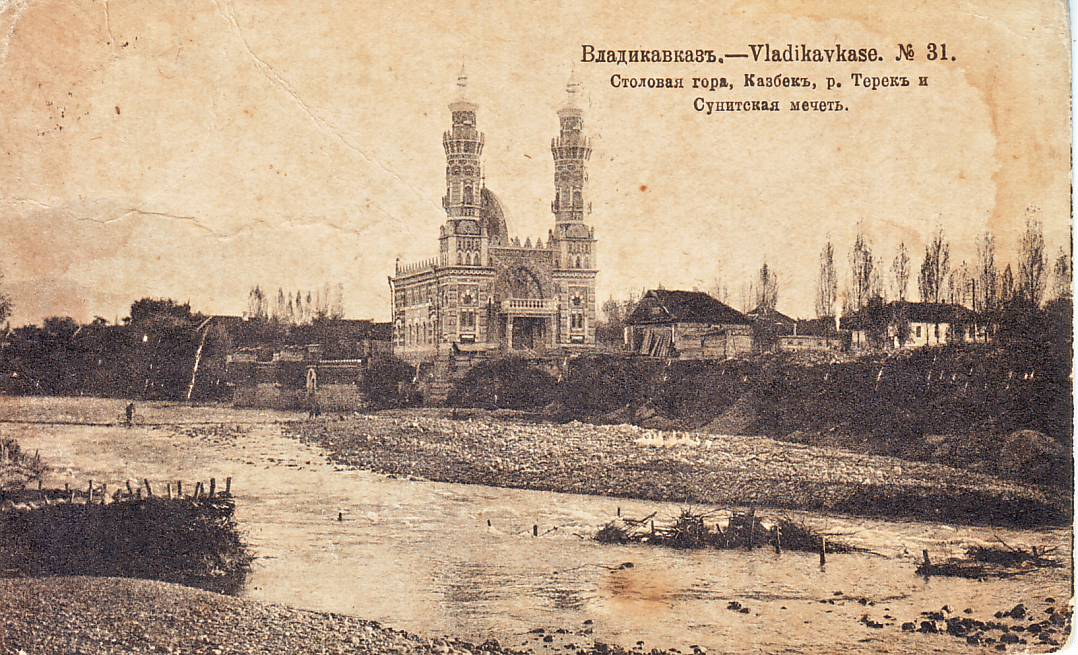 Владикавказъ.—Vladikavkase. № 31.
Столовая гора, Казбекъ, р. Терекъ и
Сунитская мечеть.